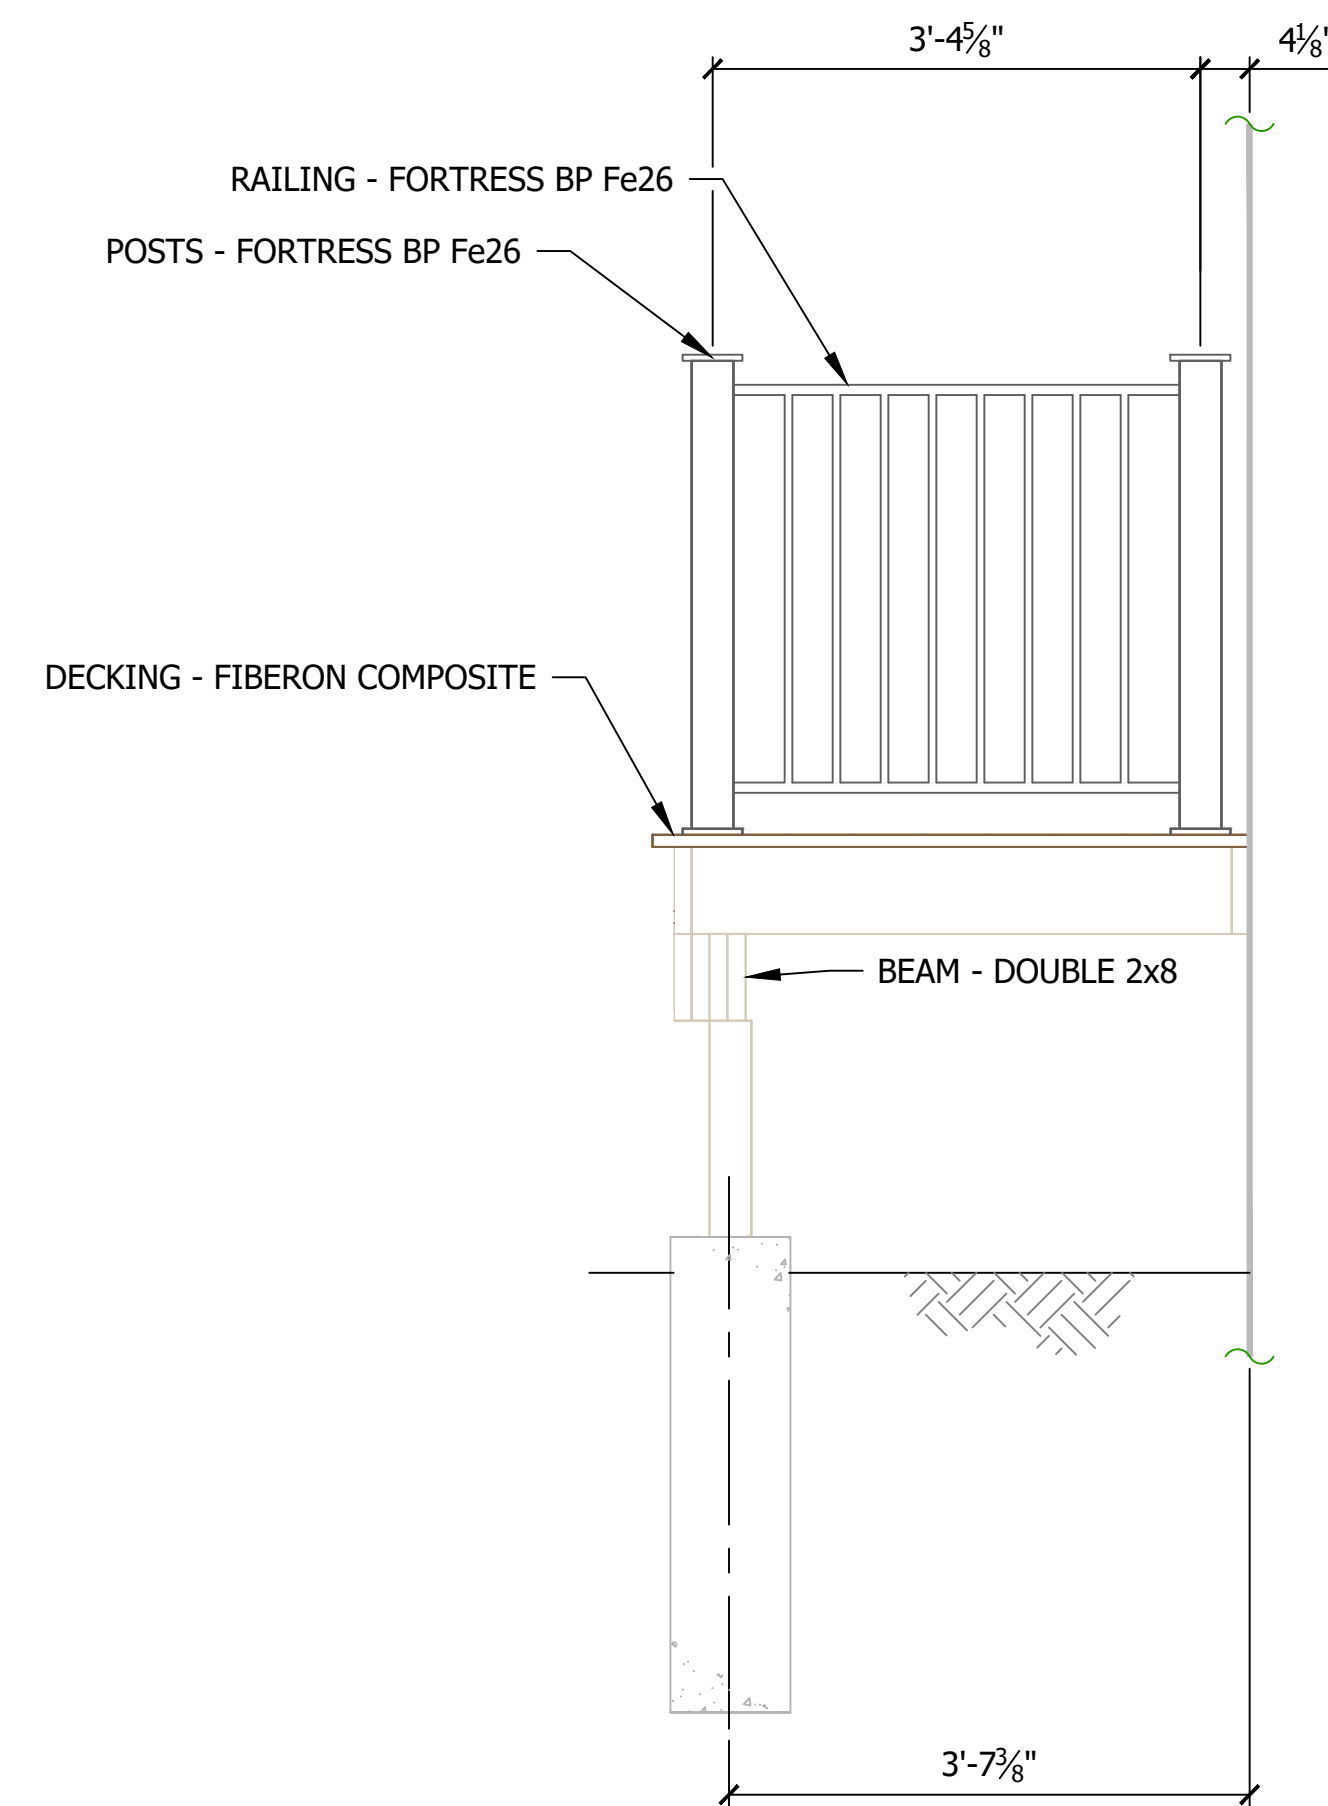 3'-4⅝"
4⅛"
RAILING - FORTRESS BP Fe26
POSTS - FORTRESS BP Fe26
DECKING - FIBERON COMPOSITE
BEAM - DOUBLE 2x8
3'-7⅜"